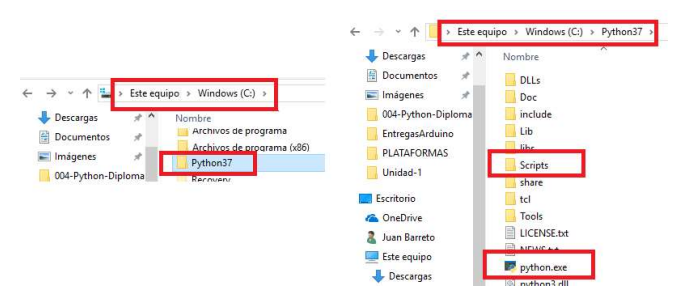 Este equipo > Windows (C:) >
Descargas
Documentos
Imágenes
004-Python-Diploma
Nombre
Archivos de programa
Archivos de programa (x86)
Python37
Recovery
Este equipo > Windows (C:) > Python37 >
Descargas
Documentos
Imágenes
004-Python-Diploma
EntregasArduino
PLATAFORMAS
Unidad-1
Escritorio
OneDrive
Juan Barreto
Este equipo
Descargas
Nombre
DLLs
Doc
include
Lib
libs
Scripts
share
tcl
Tools
LICENSE.txt
NEWS.txt
python.exe
python3.dll